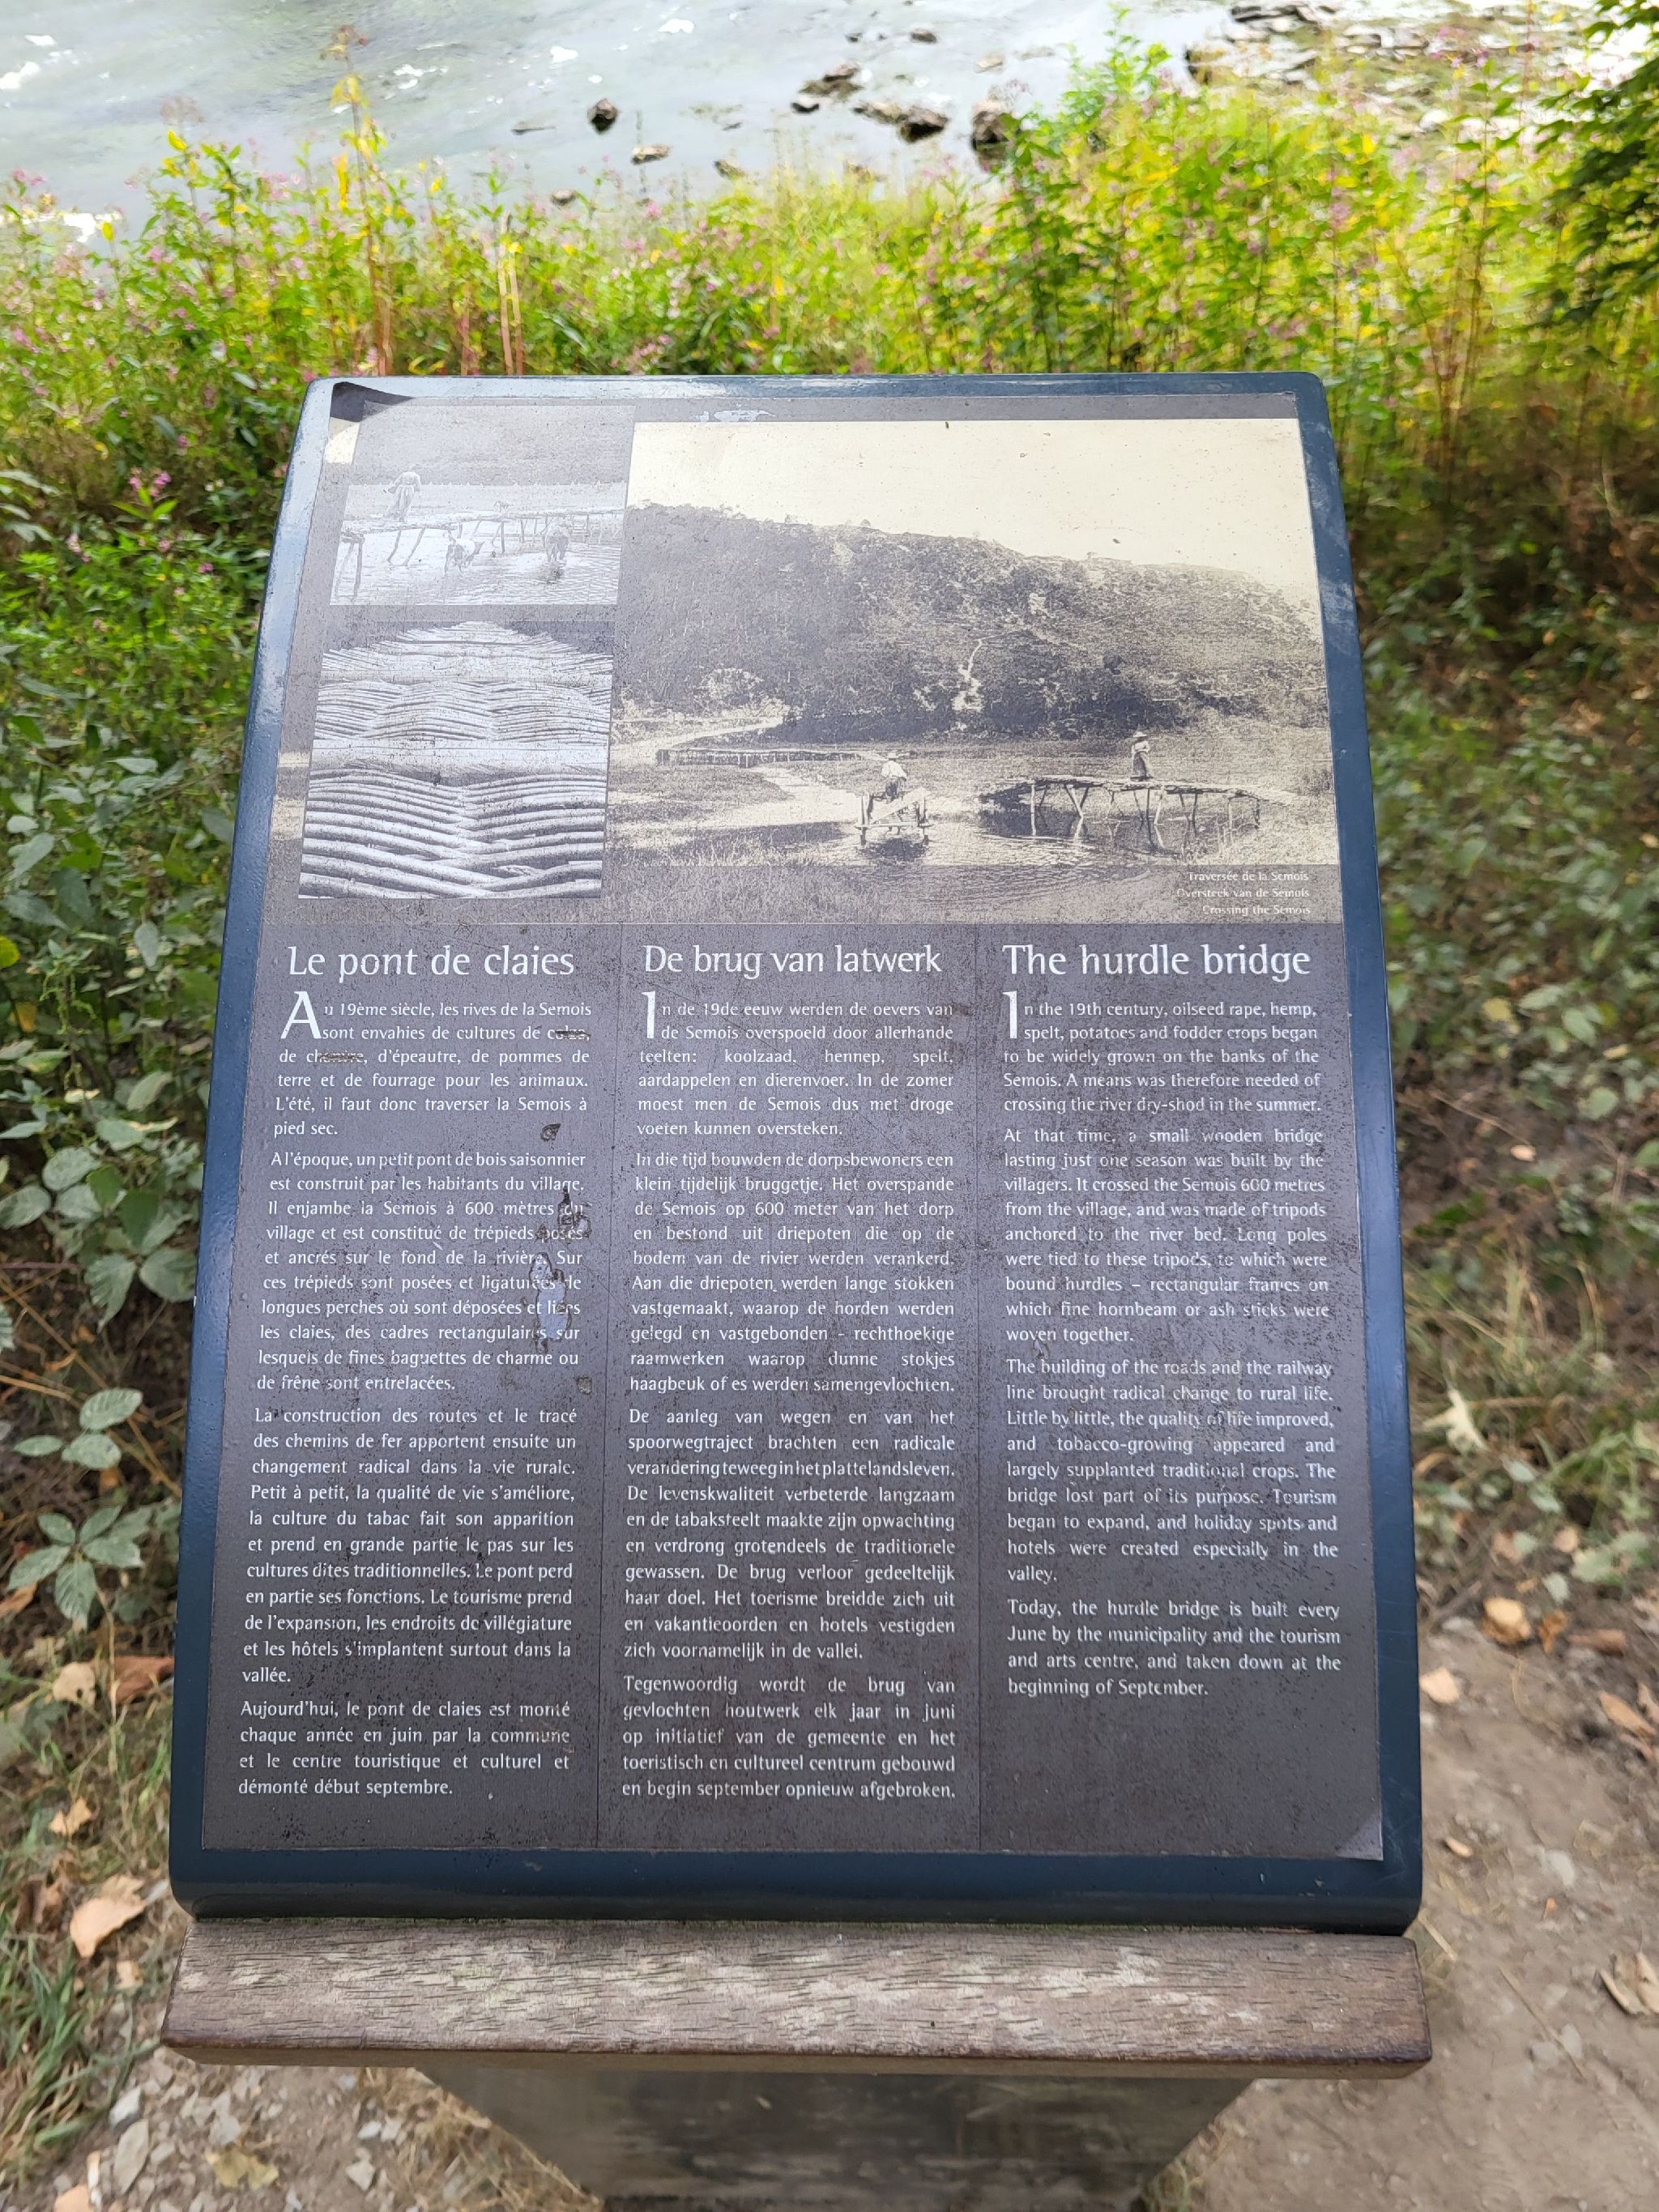 Traversée de la Semois
Oversteek van de Semois
Crossing the Semois
Le pont de claies
Au 19ème siècle, les rives de la Semois
sont envahies de cultures de
de d'épeautre, de pommes de
terre et de fourrage pour les animaux.
L'été, il faut donc traverser la Semois à
pied sec.
A l'époque, un petit pont de bois saisonnier
est construit par les habitants du village.
Il enjambe la Semois à 600 mètres du
village et est constitué de trépieds posés
et ancrés sur le fond de la rivière. Sur
ces trépieds sont posées et ligaturées de
longues perches où sont déposées et liées
les claies, des cadres rectangulaires sur
lesquels de fines baguettes de charme ou
de frêne sont entrelacées.
La construction des routes et le tracé
des chemins de fer apportent ensuite un
changement radical dans la vie rurale.
Petit à petit, la qualité de vie s'améliore,
la culture du tabac fait son apparition
et prend en grande partie le pas sur les
cultures dites traditionnelles. Le pont perd
en partie ses fonctions. Le tourisme prend
de l'expansion, les endroits de villégiature
et les hôtels s'implantent surtout dans la
vallée.
Aujourd'hui, le pont de claies est monté
chaque année en juin par la commune
et le centre touristique et culturel et
démonté début septembre.
De brug van latwerk
In de 19de eeuw werden de oevers van
de Semois overspoeld door allerhande
teelten: koolzaad, hennep, spelt,
aardappelen en dierenvoer. In de zomer
moest men de Semois dus met droge
voeten kunnen oversteken.
In die tijd bouwden de dorpsbewoners een
klein tijdelijk bruggetje. Het overspande
de Semois op 600 meter van het dorp
en bestond uit driepoten die op de
bodem van de rivier werden verankerd.
Aan die driepoten werden lange stokken
vastgemaakt, waarop de horden werden
gelegd en vastgebonden - rechthoekige
raamwerken waarop dunne stokjes
haagbeuk of es werden samengevlochten.
De aanleg van wegen en van het
spoorwegtraject brachten een radicale
verandering teweeg in het plattelandsleven.
De levenskwaliteit verbeterde langzaam
en de tabaksteelt maakte zijn opwachting
en verdrong grotendeels de traditionele
gewassen. De brug verloor gedeeltelijk
haar doel. Het toerisme breidde zich uit
en vakantieoorden en hotels vestigden
zich voornamelijk in de vallei.
Tegenwoordig wordt de brug van
gevlochten houtwerk elk jaar in juni
op initiatief van de gemeente en het
toeristisch en cultureel centrum gebouwd
en begin september opnieuw afgebroken.
The hurdle bridge
In the 19th century, oilseed rape, hemp,
spelt, potatoes and fodder crops began
to be widely grown on the banks of the
Semois. A means was therefore needed of
crossing the river dry-shod in the summer.
At that time, a small wooden bridge
lasting just one season was built by the
villagers. It crossed the Semois 600 metres
from the village, and was made of tripods
anchored to the river bed. Long poles
were tied to these tripods, to which were
bound hurdles – rectangular frames on
which fine hornbeam or ash sticks were
woven together.
The building of the roads and the railway
line brought radical change to rural life.
Little by little, the quality of life improved,
and tobacco-growing appeared and
largely supplanted traditional crops. The
bridge lost part of its purpose. Tourism
began to expand, and holiday spots and
hotels were created especially in the
valley.
Today, the hurdle bridge is built every
June by the municipality and the tourism
and arts centre, and taken down at the
beginning of September.